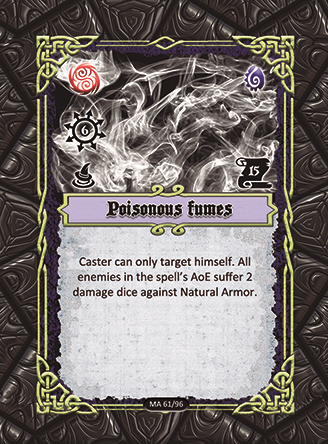 6
15
Poisonous fumes
Caster can only target himself. All
enemies in the spell's AoE suffer 2
damage dice against Natural Armor.
MA 61/96